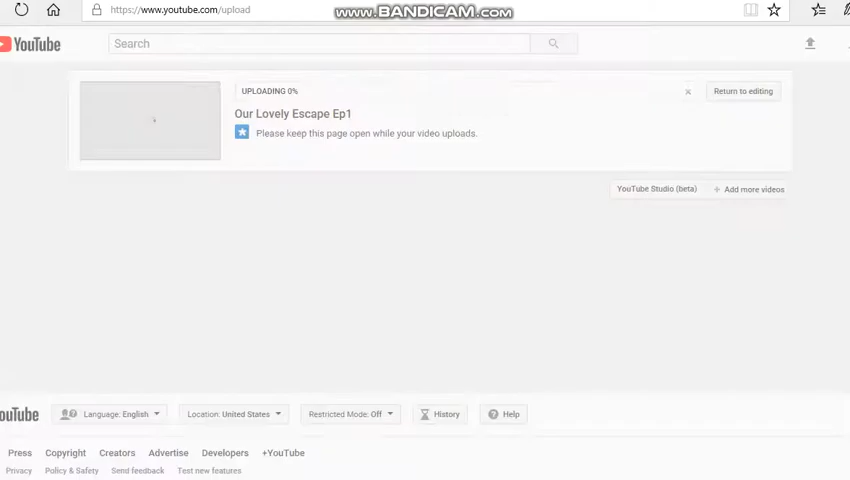 https://www.youtube.com/upload
www.BANDICAM.com
YouTube
Search
UPLOADING 0%
Return to editing
Our Lovely Escape Ep1
Please keep this page open while your video uploads.
YouTube Studio (beta)
+ Add more videos
ouTube
Language: English
Location: United States
Restricted Mode: Off
History
Help
Press
Copyright
Creators
Advertise
Developers
+YouTube
Privacy
Policy & Safety
Send feedback
Test new features